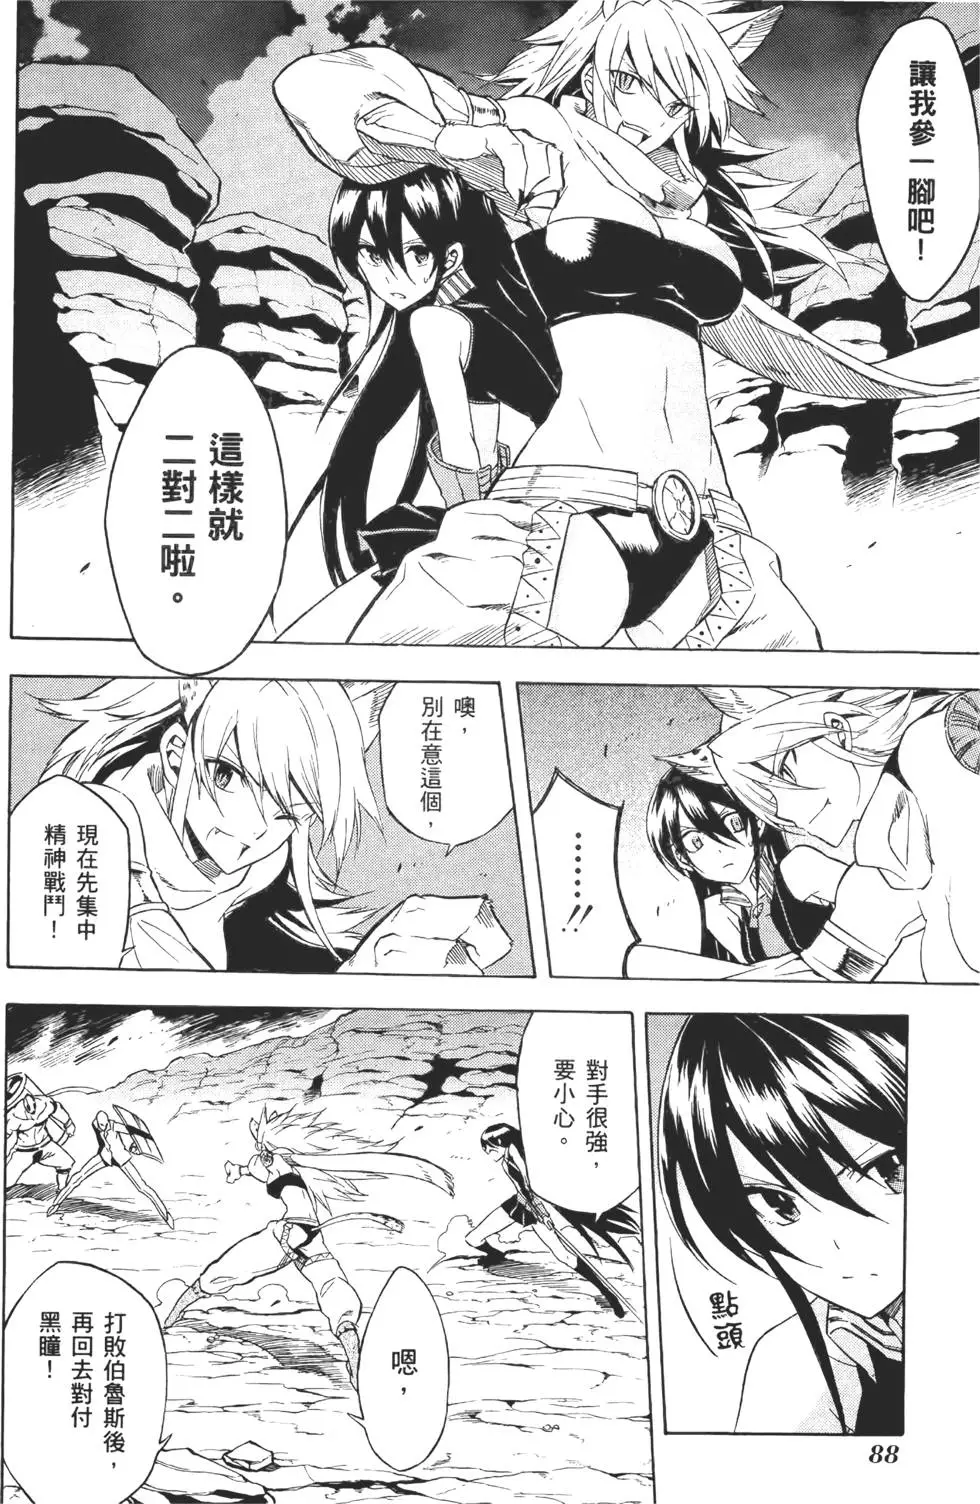 讓我參一腳吧！
這樣就
二對二啦。
……!!
噢，
別在意這個，
現在先集中
精神戰鬥！
點頭
對手很強，
要小心。
嗯，
打敗伯魯斯後，
再回去對付
黑瞳！
88